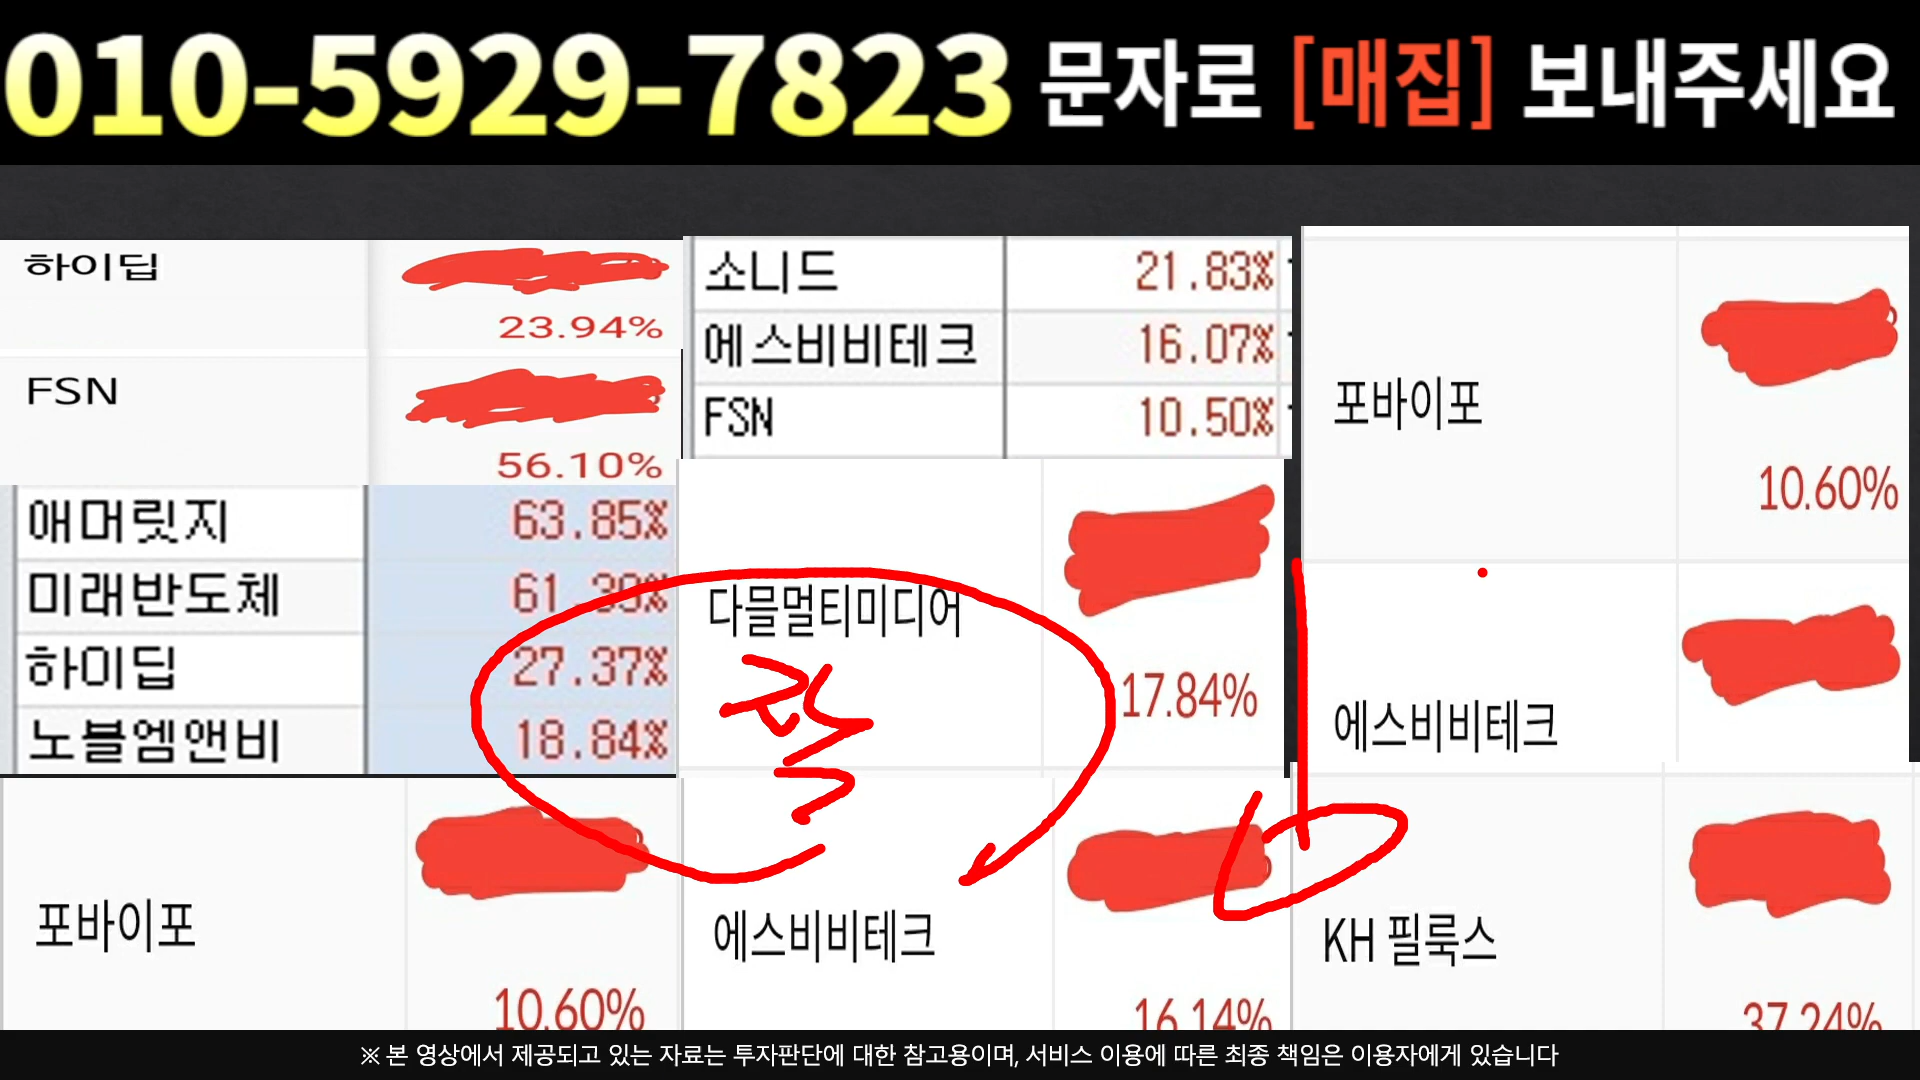 010-5929-7823 문자로 [매집] 보내주세요
하이딥
23.94%
FSN
56.10%
애머릿지 63.85%
미래반도체 61.39%
하이딥 27.37%
노블엠앤비 18.84%
소니드 21.83%
에스비비테크 16.07%
FSN 10.50%
다믈멀티미디어
17.84%
포바이포
10.60%
에스비비테크
포바이포
10.60%
에스비비테크
16.14%
KH 필룩스
37.24%
※ 본 영상에서 제공되고 있는 자료는 투자판단에 대한 참고용이며, 서비스 이용에 따른 최종 책임은 이용자에게 있습니다